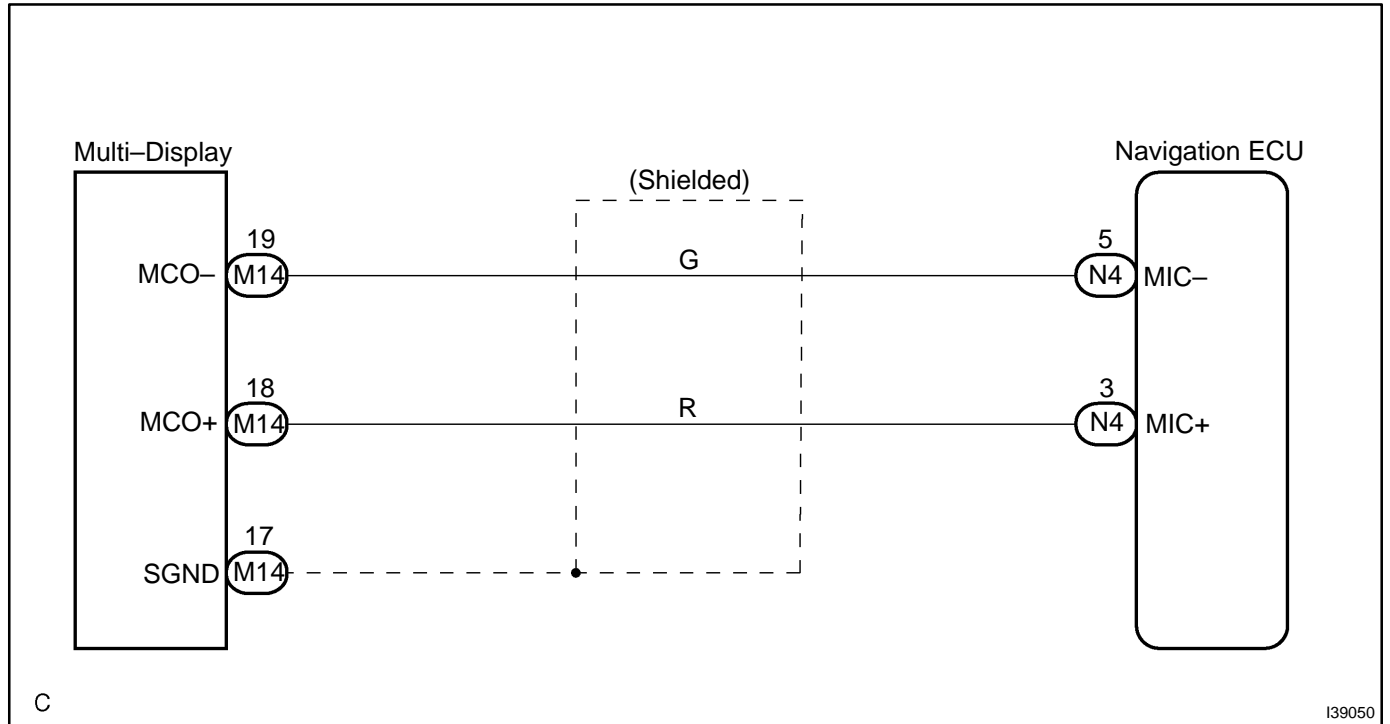 Multi–Display
Navigation ECU
(Shielded)
19
G
5
MCO–
M14
N4
MIC–
18
R
3
MCO+
M14
N4
MIC+
17
SGND
M14
C
I39050